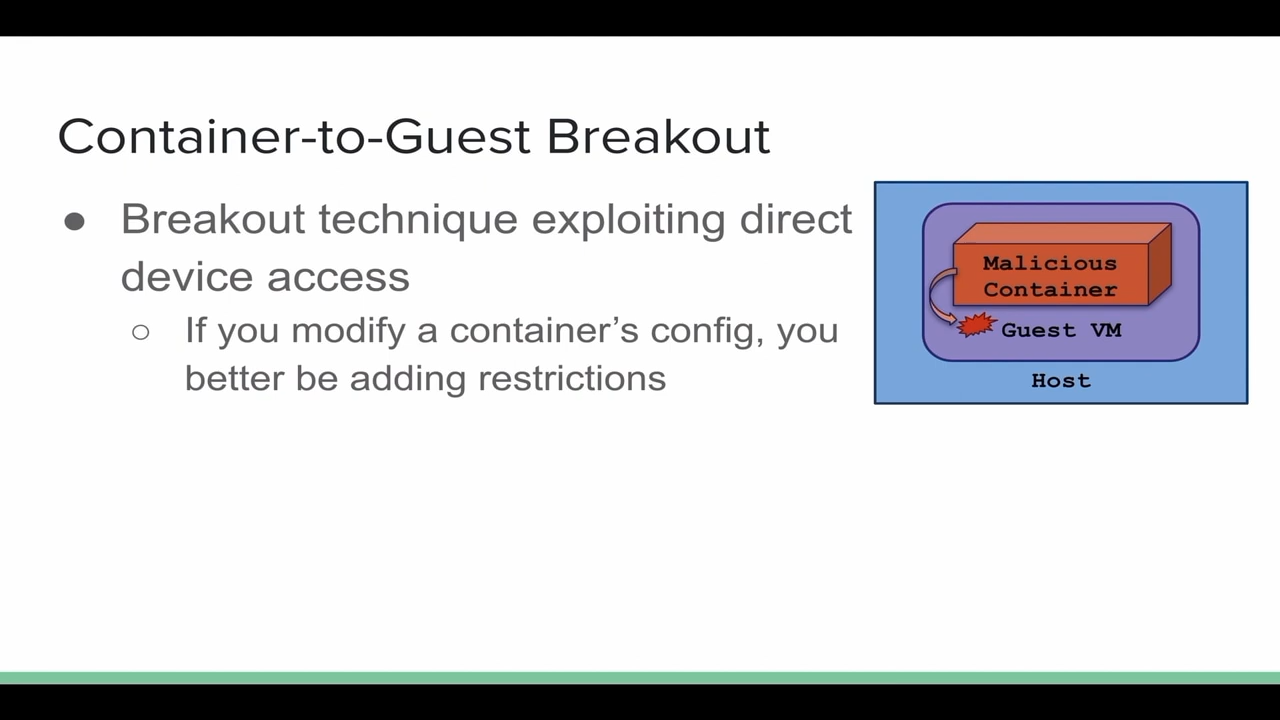 Container-to-Guest Breakout
● Breakout technique exploiting direct
device access
○ If you modify a container’s config, you
better be adding restrictions
Malicious
Container
Guest VM
Host